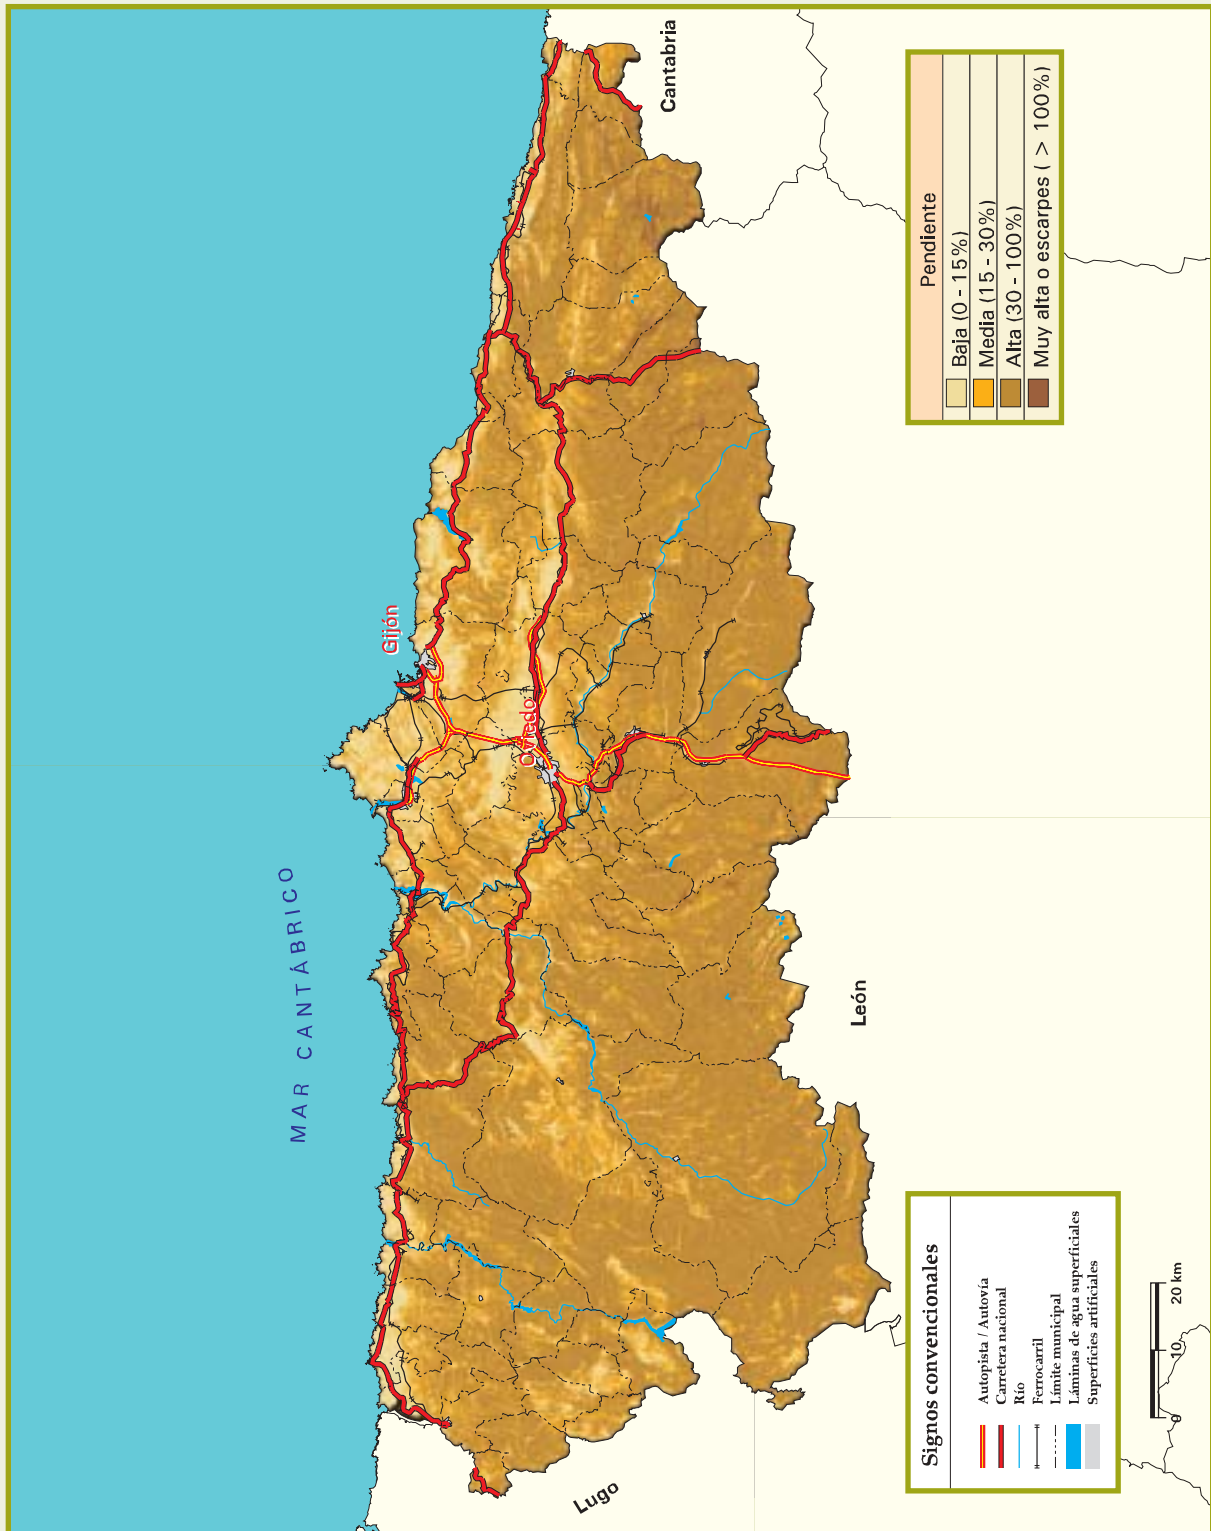 MAR CANTÁBRICO
Gijón
Oviedo
Lugo
León
Cantabria
Signos convencionales
Autopista / Autovía
Carretera nacional
Río
Ferrocarril
Límite municipal
Láminas de agua superficiales
Superficies artificiales
0 10 20 km
Pendiente
Baja (0 - 15%)
Media (15 - 30%)
Alta (30 - 100%)
Muy alta o escarpes ( > 100%)